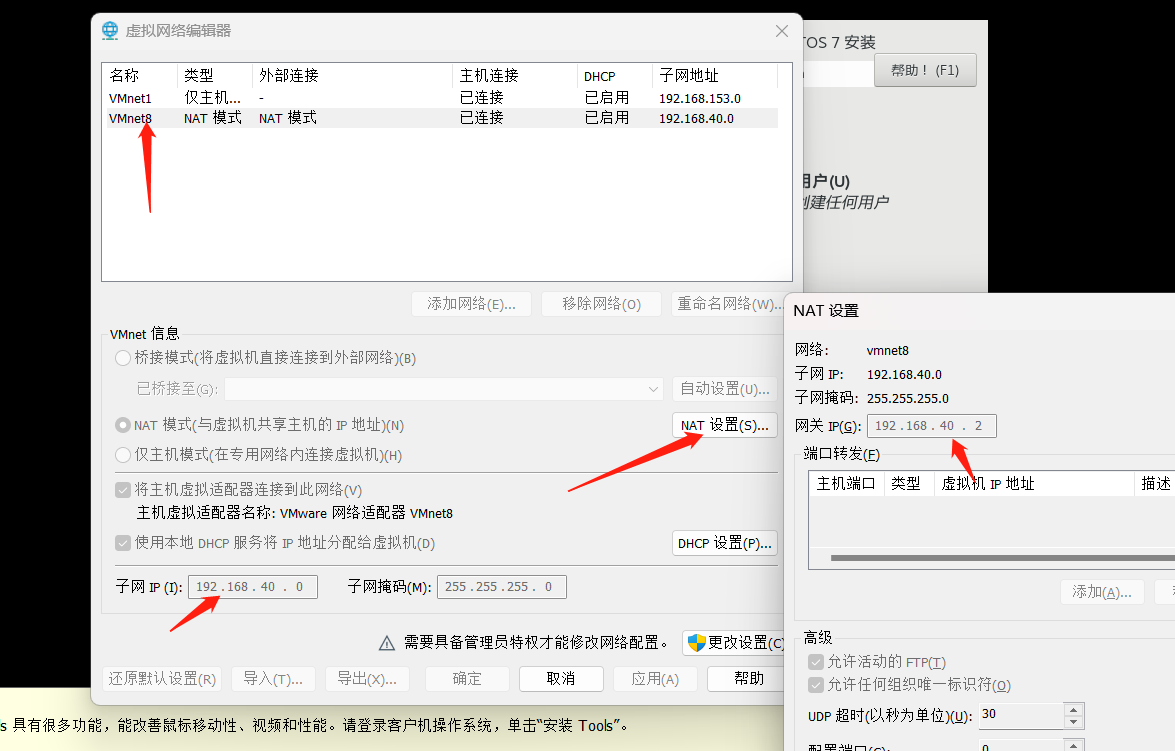 虚拟网络编辑器
名称 类型 外部连接 主机连接 DHCP 子网地址
VMnet1 仅主机... - 已连接 已启用 192.168.153.0
VMnet8 NAT 模式 NAT 模式 已连接 已启用 192.168.40.0
添加网络(E)... 移除网络(O) 重命名网络(W)...
VMnet 信息
桥接模式(将虚拟机直接连接到外部网络)(B)
已桥接至(G): 自动设置(U)...
NAT 模式(与虚拟机共享主机的 IP 地址)(N) NAT 设置(S)...
仅主机模式(在专用网络内连接虚拟机)(H)
将主机虚拟适配器连接到此网络(V)
主机虚拟适配器名称: VMware 网络适配器 VMnet8
使用本地 DHCP 服务将 IP 地址分配给虚拟机(D) DHCP 设置(P)...
子网 IP (I): 192.168.40.0 子网掩码(M): 255.255.255.0
需要具备管理员特权才能修改网络配置。 更改设置(C)
还原默认设置(R) 导入(T)... 导出(X)... 确定 取消 应用(A) 帮助
TOS 7 安装
帮助！(F1)
用户(U)
创建任何用户
NAT 设置
网络: vmnet8
子网 IP: 192.168.40.0
子网掩码: 255.255.255.0
网关 IP(G): 192.168.40.2
端口转发(F)
主机端口 类型 虚拟机 IP 地址 描述
添加(A)...
高级
允许活动的 FTP(T)
允许任何组织唯一标识符(O)
UDP 超时(以秒为单位)(U): 30
配置端口(C): 0
s 具有很多功能，能改善鼠标移动性、视频和性能。请登录客户机操作系统，单击“安装 Tools”。